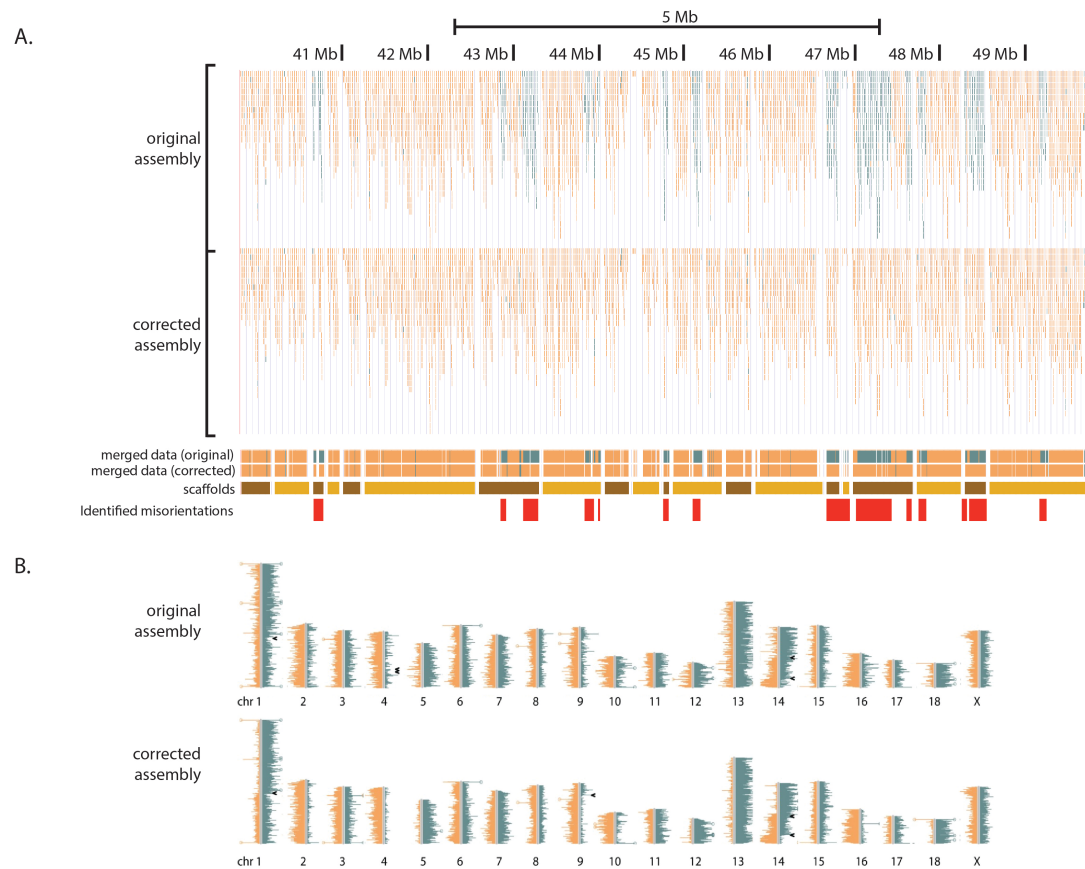 5 Mb
A.
41 Mb 42 Mb 43 Mb 44 Mb 45 Mb 46 Mb 47 Mb 48 Mb 49 Mb
original
assembly
corrected
assembly
merged data (original)
merged data (corrected)
scaffolds
Identified misorientations
B.
original
assembly
chr 1 2 3 4 5 6 7 8 9 10 11 12 13 14 15 16 17 18 X
corrected
assembly
chr 1 2 3 4 5 6 7 8 9 10 11 12 13 14 15 16 17 18 X